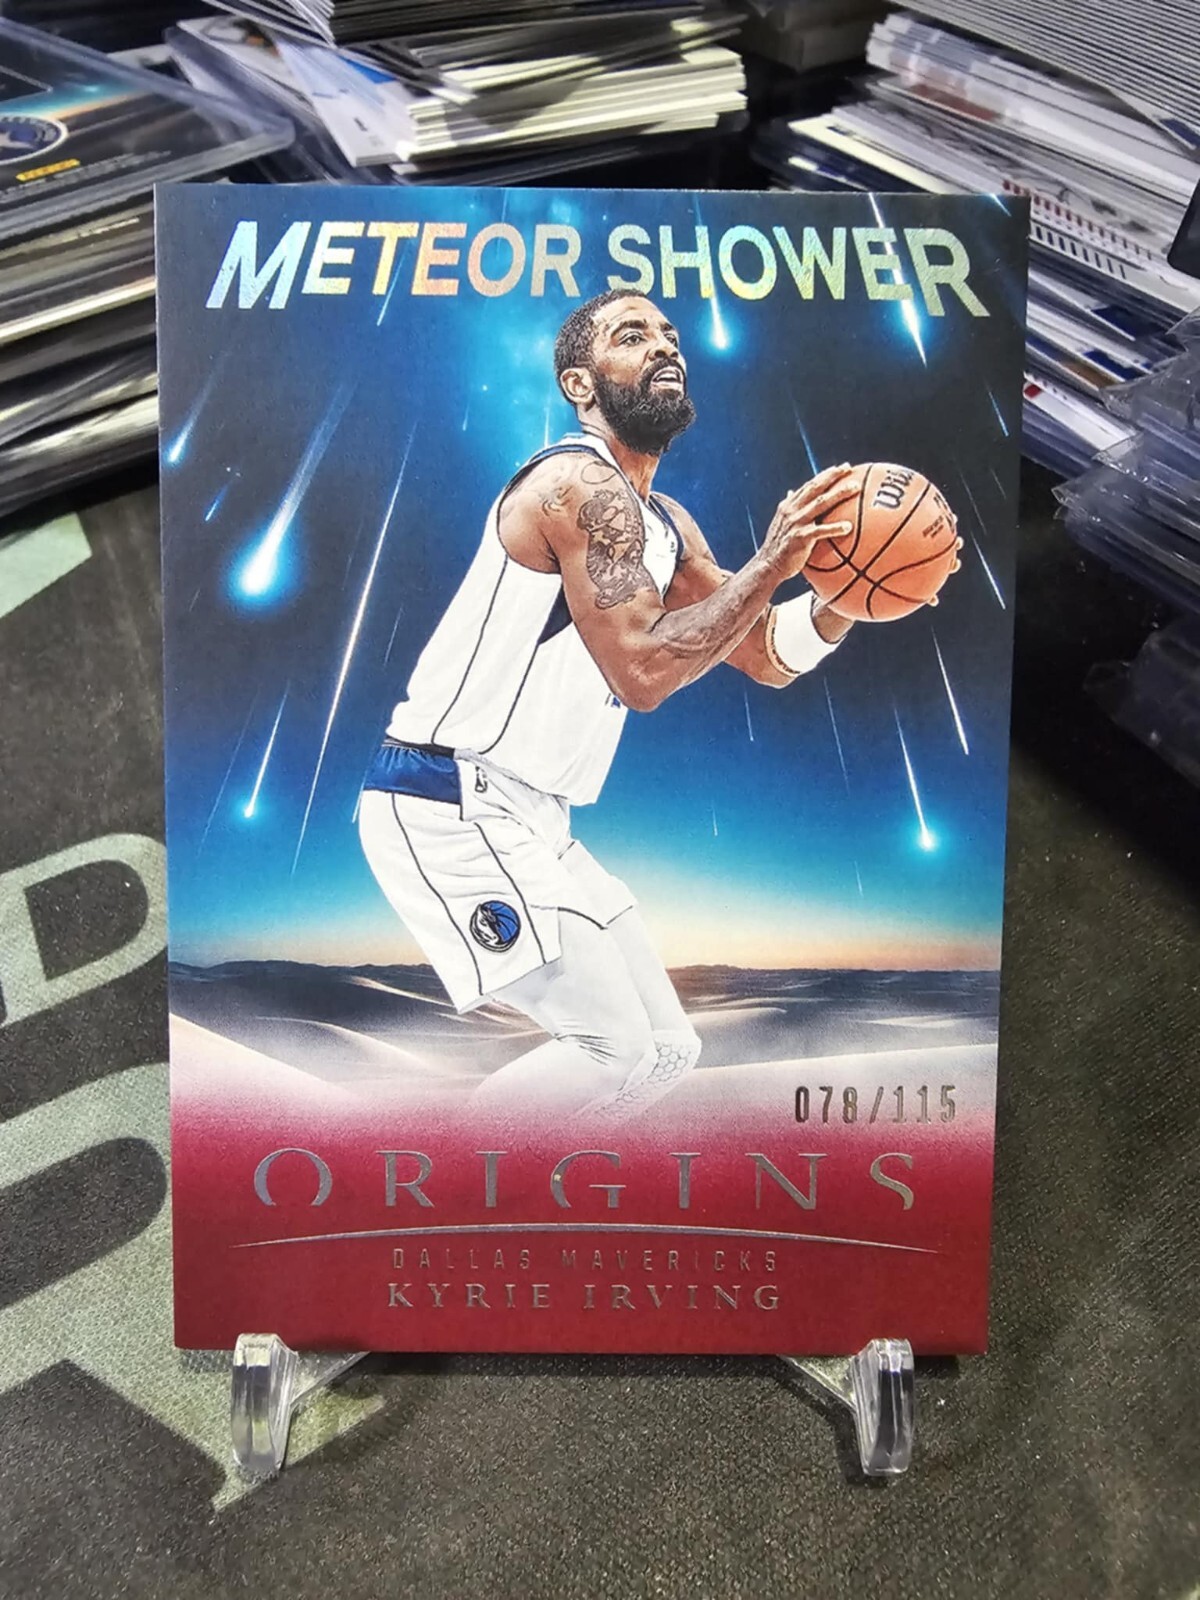 METEOR SHOWER
078/115
ORIGINS
DALLAS MAVERICKS
KYRIE IRVING